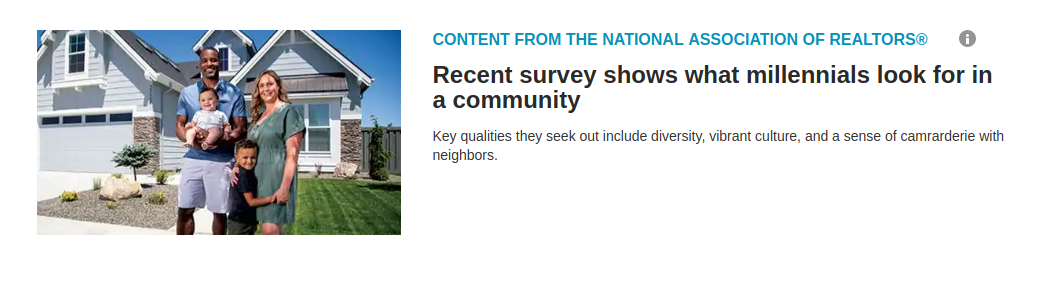 CONTENT FROM THE NATIONAL ASSOCIATION OF REALTORS®
Recent survey shows what millennials look for in
a community
Key qualities they seek out include diversity, vibrant culture, and a sense of camrarderie with
neighbors.